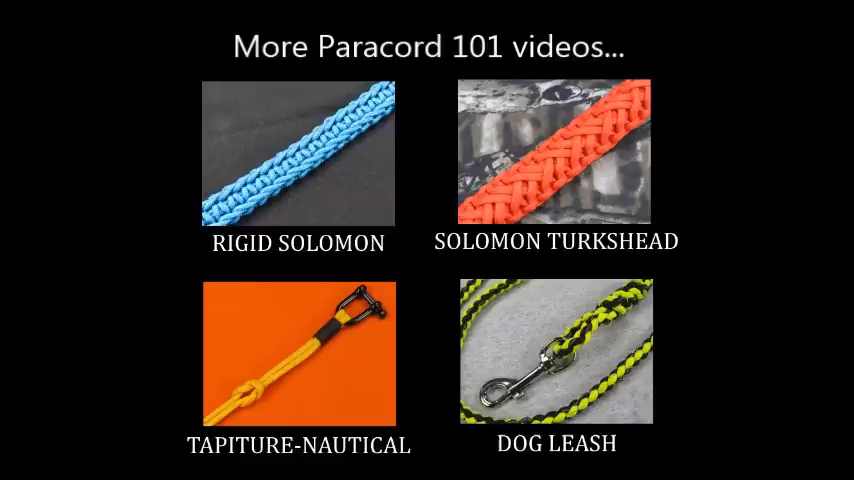 More Paracord 101 videos...
RIGID SOLOMON
SOLOMON TURKSHEAD
TAPITURE-NAUTICAL
DOG LEASH